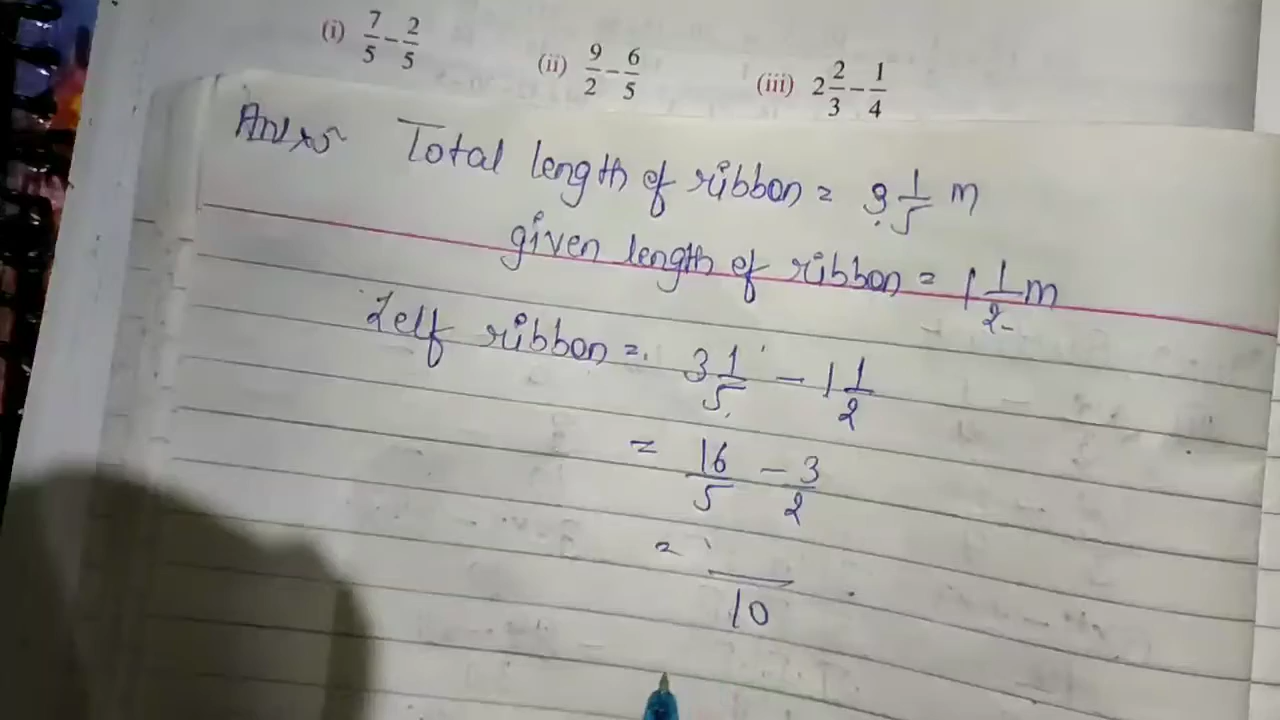 (i) 7/5 − 2/5 (ii) 9/2 − 6/5 (iii) 2 2/3 − 1/4
Total length of ribbon = 3 1/5 m
given length of ribbon = 1 1/2 m
Lelf ribbon = 3 1/5 − 1 1/2
= 16/5 − 3/2
= /10